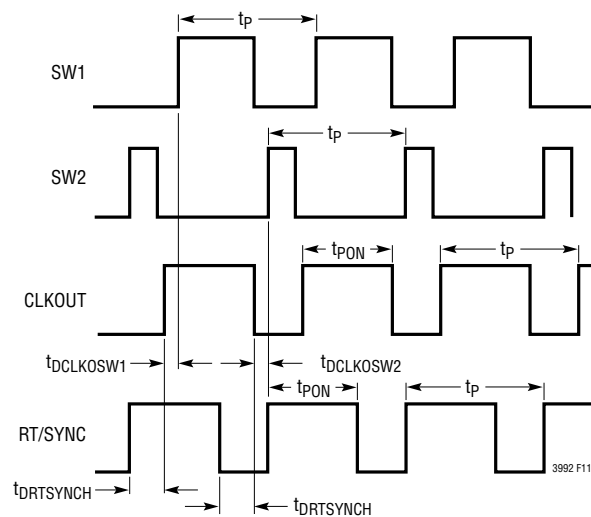 tP
SW1
tP
SW2
tPON
tP
CLKOUT
tDCLKOSW1
tDCLKOSW2
tPON
tP
RT/SYNC
3992 F11
tDRTSYNCH
tDRTSYNCH